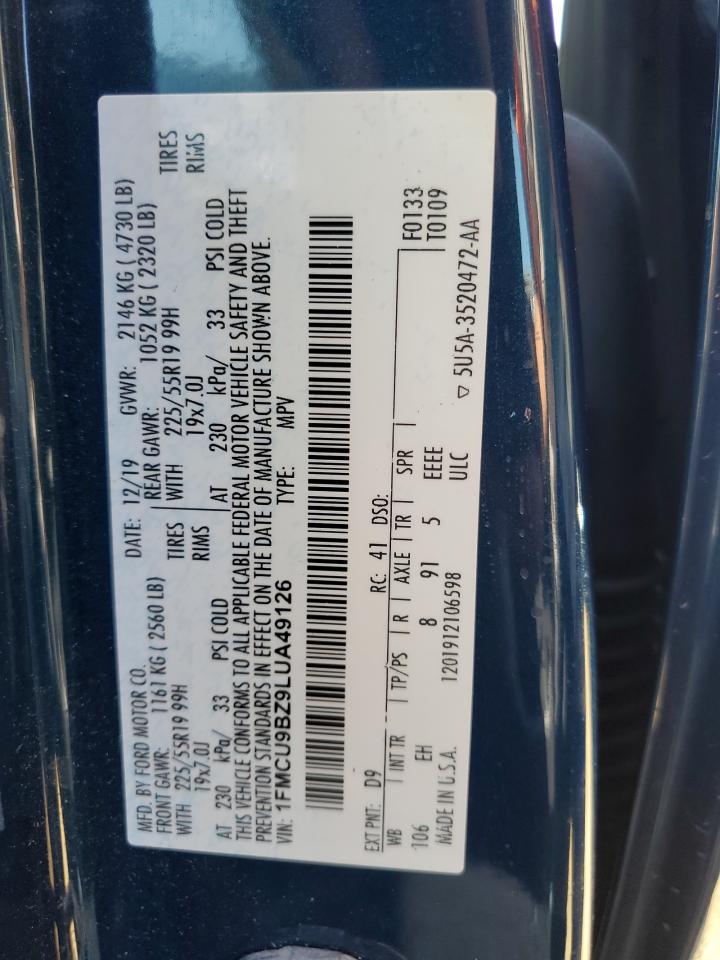 MFD. BY FORD MOTOR CO.
DATE: 12/19 GVWR: 2146 KG ( 4730 LB)
FRONT GAWR: 1161 KG ( 2560 LB) REAR GAWR: 1052 KG ( 2320 LB)
WITH 225/55R19 99H TIRES WITH 225/55R19 99H TIRES
19x7.0J RIMS 19x7.0J RIMS
AT 230 kPa/ 33 PSI COLD AT 230 kPa/ 33 PSI COLD
THIS VEHICLE CONFORMS TO ALL APPLICABLE FEDERAL MOTOR VEHICLE SAFETY AND THEFT
PREVENTION STANDARDS IN EFFECT ON THE DATE OF MANUFACTURE SHOWN ABOVE.
VIN: 1FMCU9BZ9LUA49126 TYPE: MPV
EXT PNT: D9 RC: 41 DSO:
WB INT TR TP/PS R AXLE TR SPR F0133
106 EH 8 91 5 EEEE T0109
MADE IN U.S.A. 1201912106598 ULC
▽ 5U5A-3520472-AA